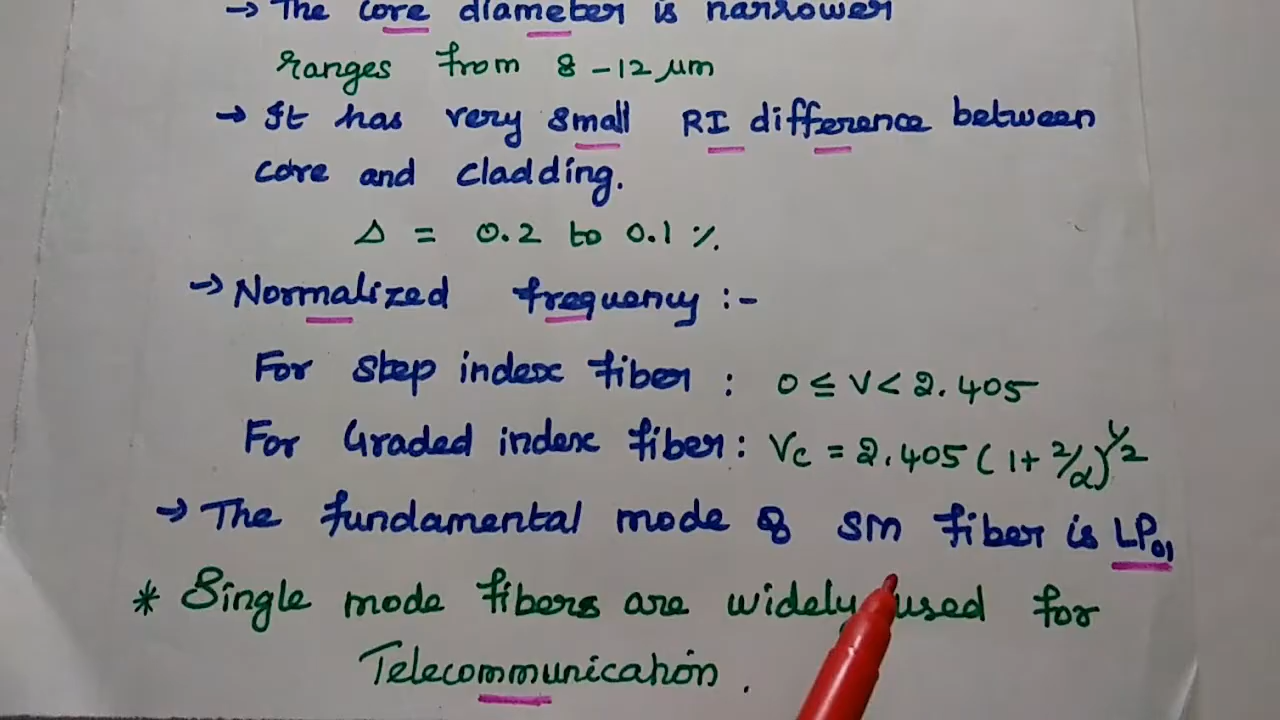 → The core diameter is narrower
ranges from 8-12 μm
→ It has very small RI difference between
core and cladding.
Δ = 0.2 to 0.1 %.
→ Normalized frequency :-
For step index fiber : 0 ≤ V < 2.405
For Graded index fiber : Vc = 2.405 (1+ 2/α)^1/2
→ The fundamental mode of SM fiber is LP01
* Single mode fibers are widely used for
Telecommunication.